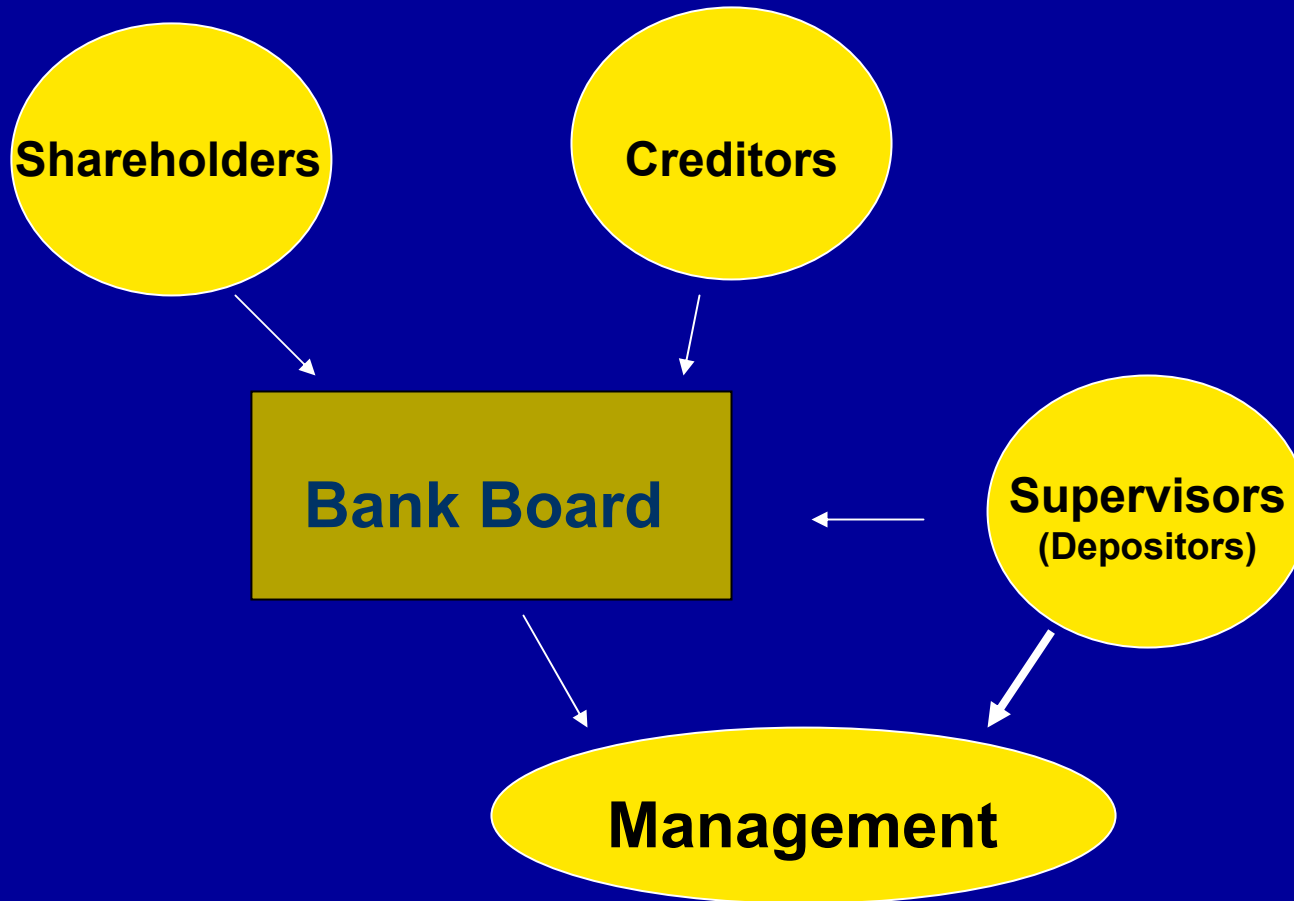 Shareholders
Creditors
Bank Board
Supervisors
(Depositors)
Management